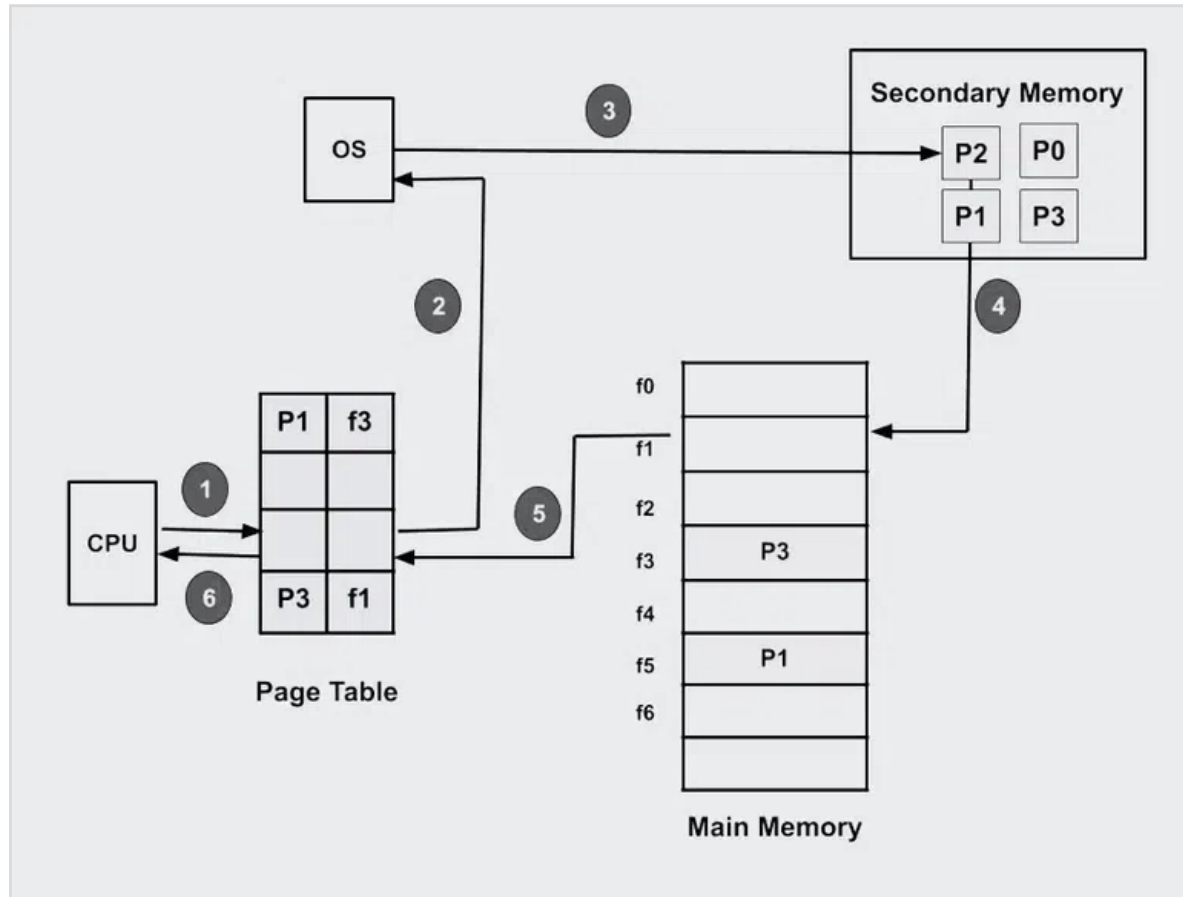 Secondary Memory
3
OS
P2 P0
P1 P3
2
4
f0
P1 f3
f1
1
5
f2
CPU
P3
f3
6
P3 f1
f4
P1
f5
Page Table
f6
Main Memory